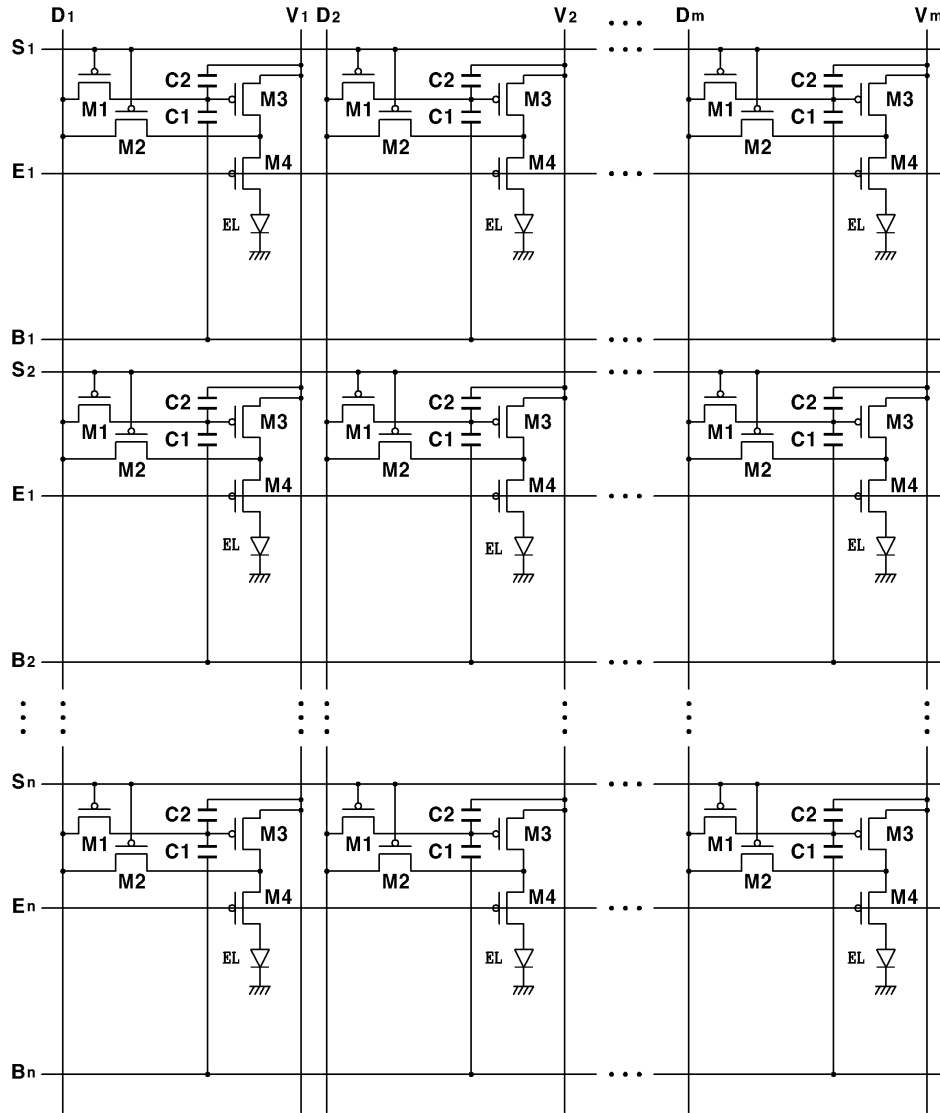 D1 V1 D2 V2 Dm Vm
S1
C2 C2 C2
M3 M3 M3
M1 C1 M1 C1 M1 C1
M2 M2 M2
M4 M4 M4
E1
EL EL EL
B1
S2
C2 C2 C2
M3 M3 M3
M1 C1 M1 C1 M1 C1
M2 M2 M2
E1 M4 M4 M4
EL EL EL
B2
Sn
C2 C2 C2
M3 M3 M3
M1 C1 M1 C1 M1 C1
M2 M2 M2
En M4 M4 M4
EL EL EL
Bn